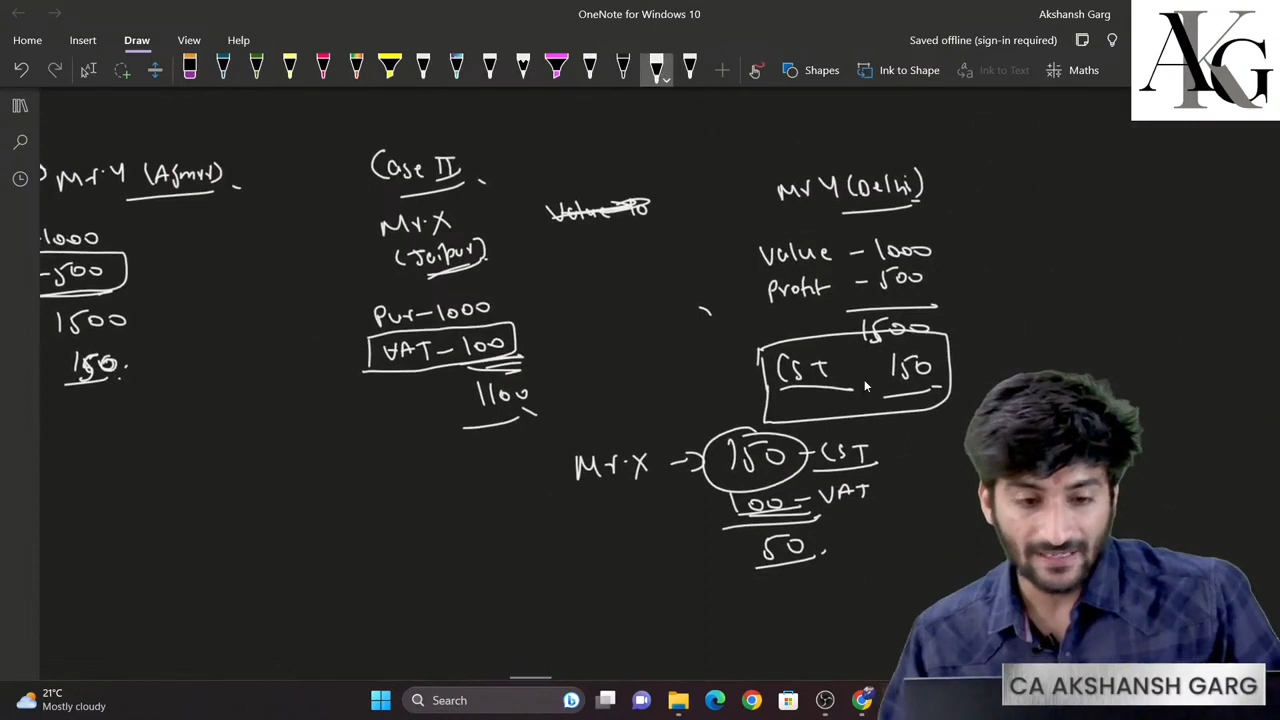 OneNote for Windows 10
Akshansh Garg
Home Insert Draw View Help
Saved offline (sign-in required)
Shapes
Ink to Shape
Ink to Text
Maths
AKG
Mr. Y (Ajmer)
-1000
-500
1500
150.
Case II
Mr. X
(Jaipur)
Pur-1000
VAT-100
1100
Value to
Mr Y (Delhi)
Value - 1000
Profit - 500
1500
CST 150
Mr. X → 150 - CST
100 - VAT
50.
CA AKSHANSH GARG
21°C
Mostly cloudy
Search